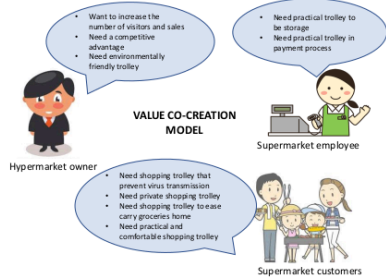 • Want to increase the
number of visitors and sales
• Need a competitive
advantage
• Need environmentally
friendly trolley
• Need practical trolley to
be storage
• Need practical trolley in
payment process
VALUE CO-CREATION
MODEL
Hypermarket owner
Supermarket employee
• Need shopping trolley that
prevent virus transmission
• Need private shopping trolley
• Need shopping trolley to ease
carry groceries home
• Need practical and
comfortable shopping trolley
Supermarket customers